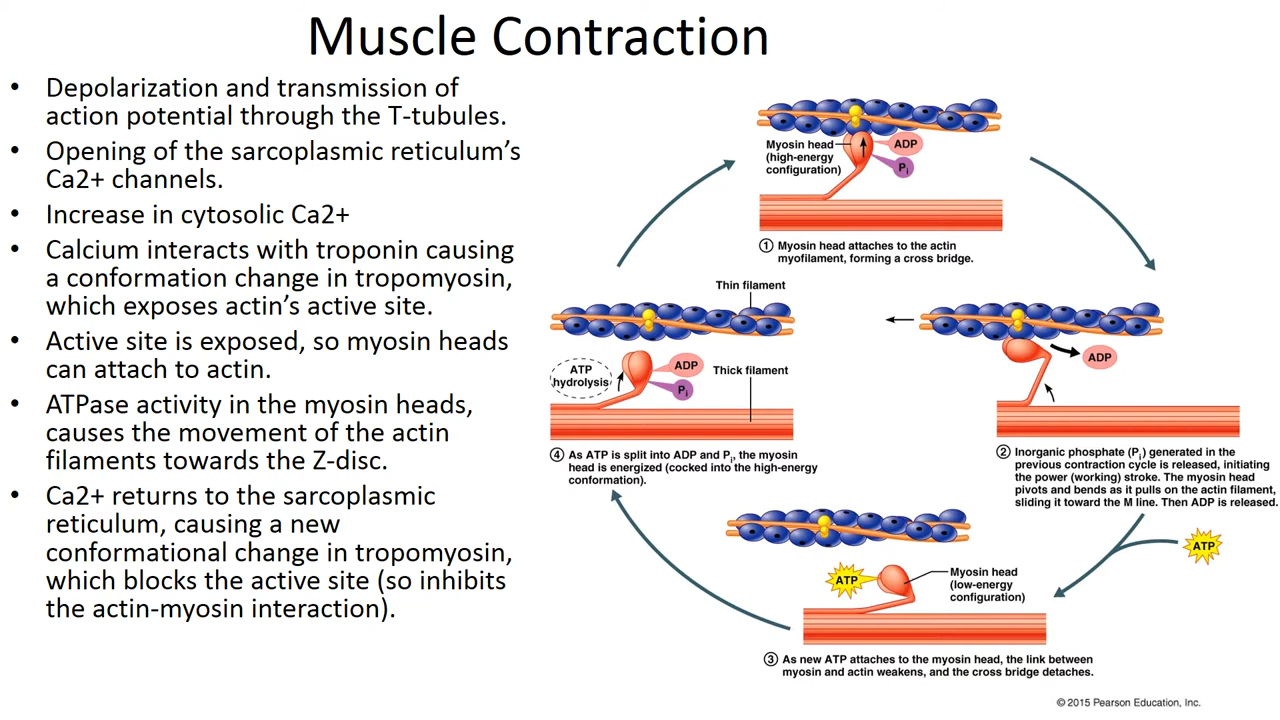 Muscle Contraction
• Depolarization and transmission of
action potential through the T-tubules.
• Opening of the sarcoplasmic reticulum's
Ca2+ channels.
• Increase in cytosolic Ca2+
• Calcium interacts with troponin causing
a conformation change in tropomyosin,
which exposes actin's active site.
• Active site is exposed, so myosin heads
can attach to actin.
• ATPase activity in the myosin heads,
causes the movement of the actin
filaments towards the Z-disc.
• Ca2+ returns to the sarcoplasmic
reticulum, causing a new
conformational change in tropomyosin,
which blocks the active site (so inhibits
the actin-myosin interaction).
Myosin head
(high-energy
configuration)
ADP
Pi
① Myosin head attaches to the actin
myofilament, forming a cross bridge.
Thin filament
ADP
ATP
hydrolysis
ADP
Pi
Thick filament
④ As ATP is split into ADP and Pi, the myosin
head is energized (cocked into the high-energy
conformation).
② Inorganic phosphate (Pi) generated in the
previous contraction cycle is released, initiating
the power (working) stroke. The myosin head
pivots and bends as it pulls on the actin filament,
sliding it toward the M line. Then ADP is released.
ATP
ATP
Myosin head
(low-energy
configuration)
③ As new ATP attaches to the myosin head, the link between
myosin and actin weakens, and the cross bridge detaches.
© 2015 Pearson Education, Inc.